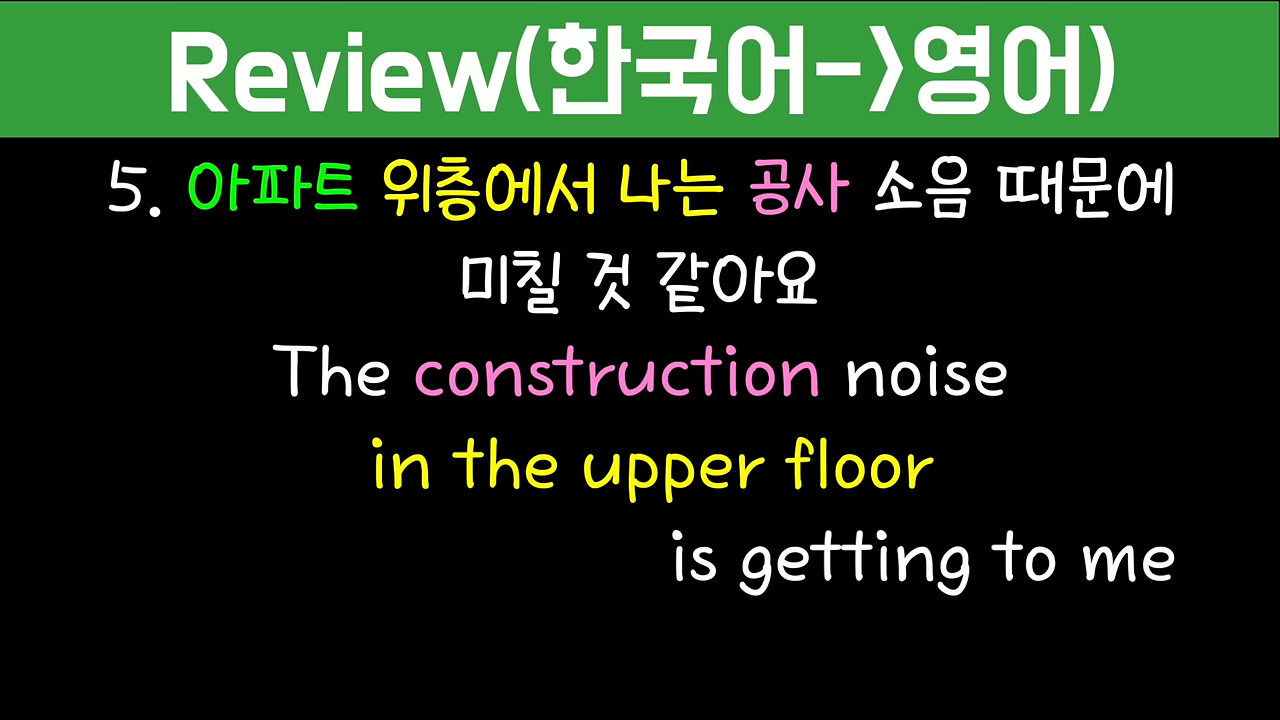 Review(한국어->영어)
5. 아파트 위층에서 나는 공사 소음 때문에
미칠 것 같아요
The construction noise
in the upper floor
is getting to me